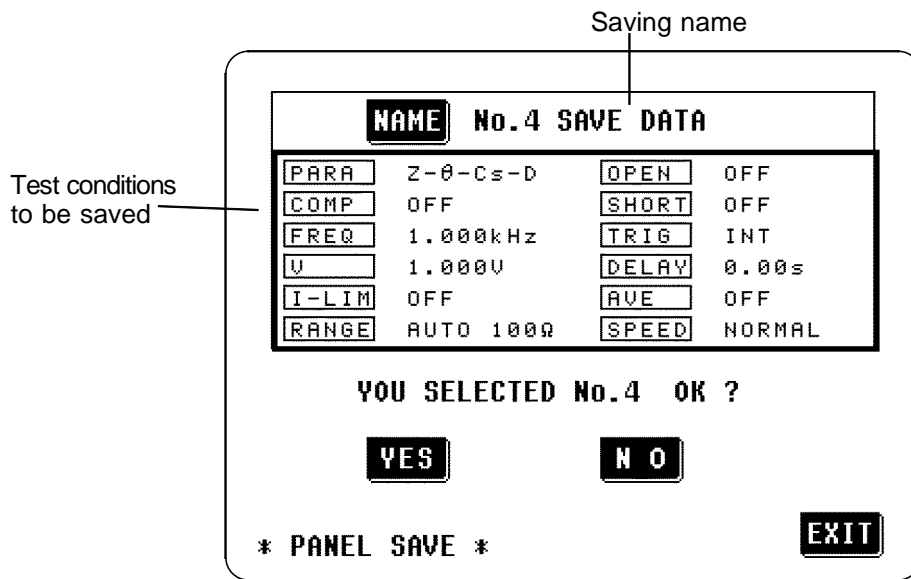 Saving name
NAME No.4 SAVE DATA
Test conditions
to be saved
PARA Z-θ-Cs-D OPEN OFF
COMP OFF SHORT OFF
FREQ 1.000kHz TRIG INT
V 1.000V DELAY 0.00s
I-LIM OFF AVE OFF
RANGE AUTO 100Ω SPEED NORMAL
YOU SELECTED No.4 OK ?
YES N O
* PANEL SAVE * EXIT